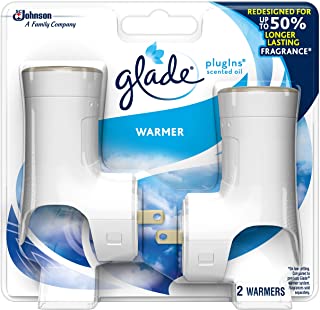 SC Johnson
A Family Company
REDESIGNED FOR
UP TO 50%
LONGER
LASTING
FRAGRANCE*
glade®
plugins®
scented oil
WARMER
2 WARMERS